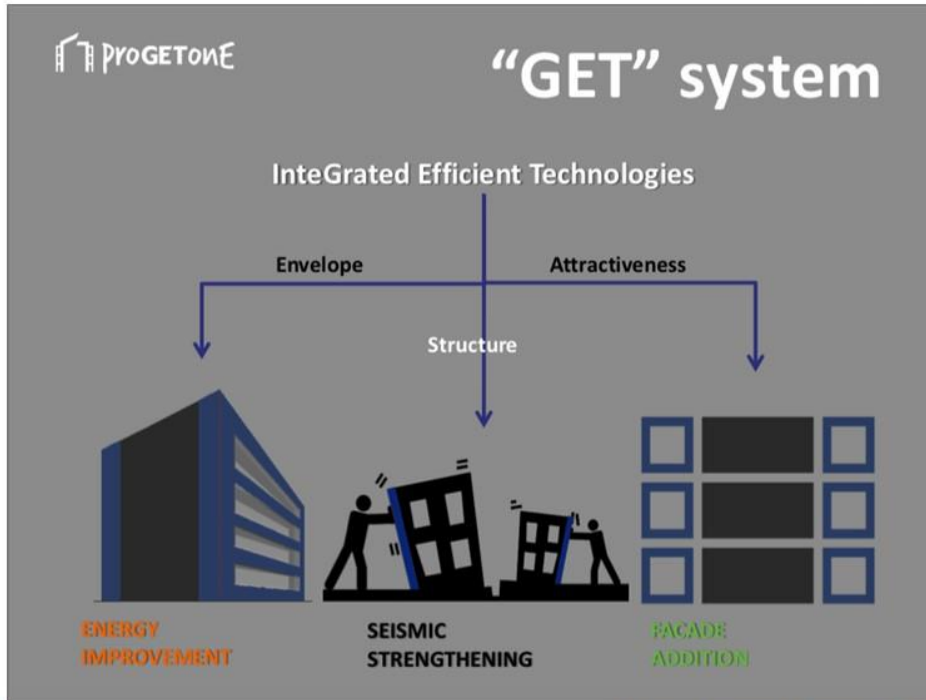 PROGETONE
“GET” system
InteGrated Efficient Technologies
Envelope
Attractiveness
Structure
ENERGY
IMPROVEMENT
SEISMIC
STRENGTHENING
FACADE
ADDITION